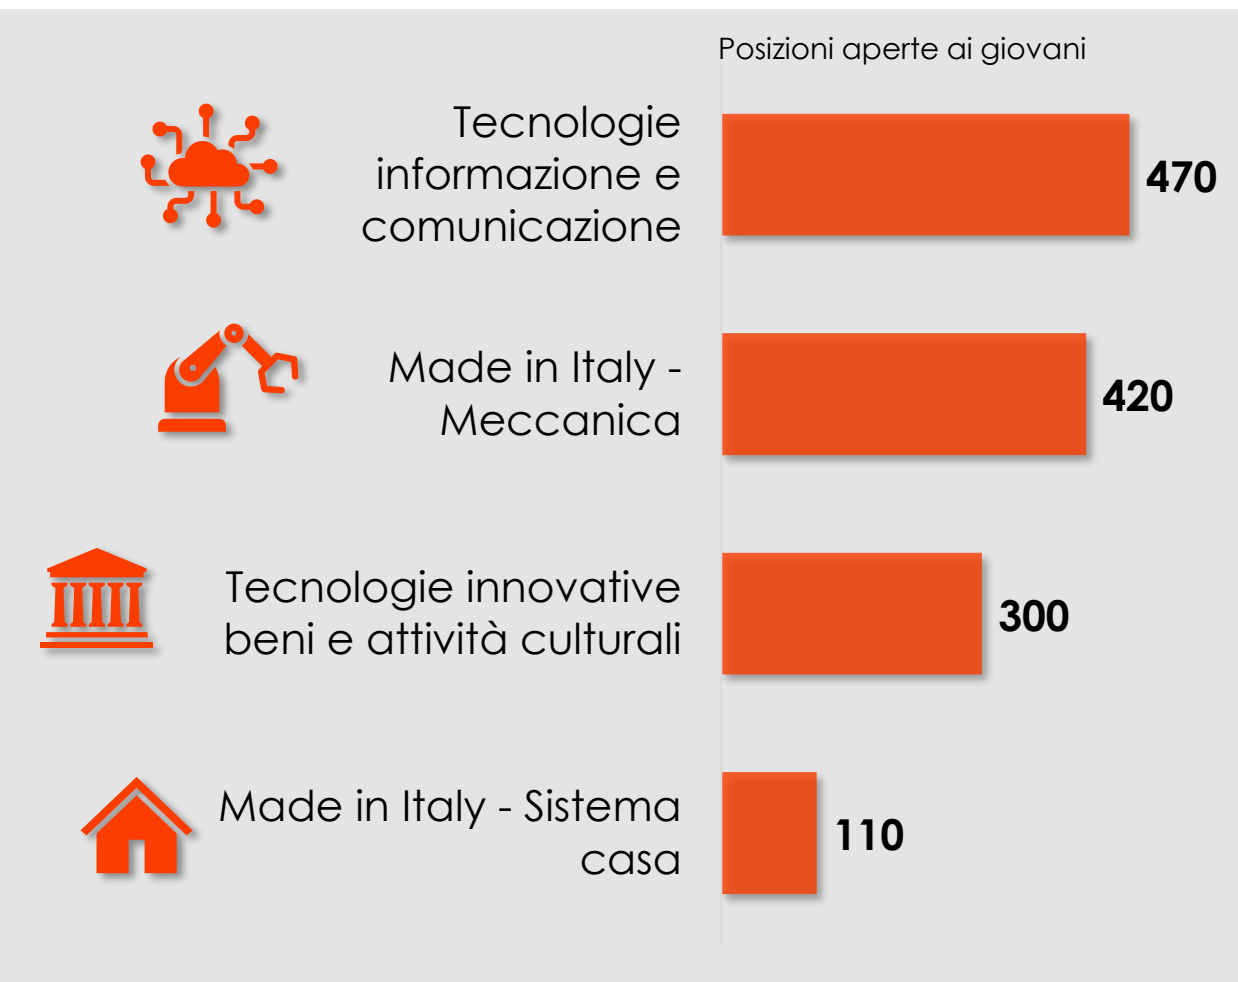 Posizioni aperte ai giovani
Tecnologie
informazione e
comunicazione
470
Made in Italy -
Meccanica
420
Tecnologie innovative
beni e attività culturali
300
Made in Italy - Sistema
casa
110